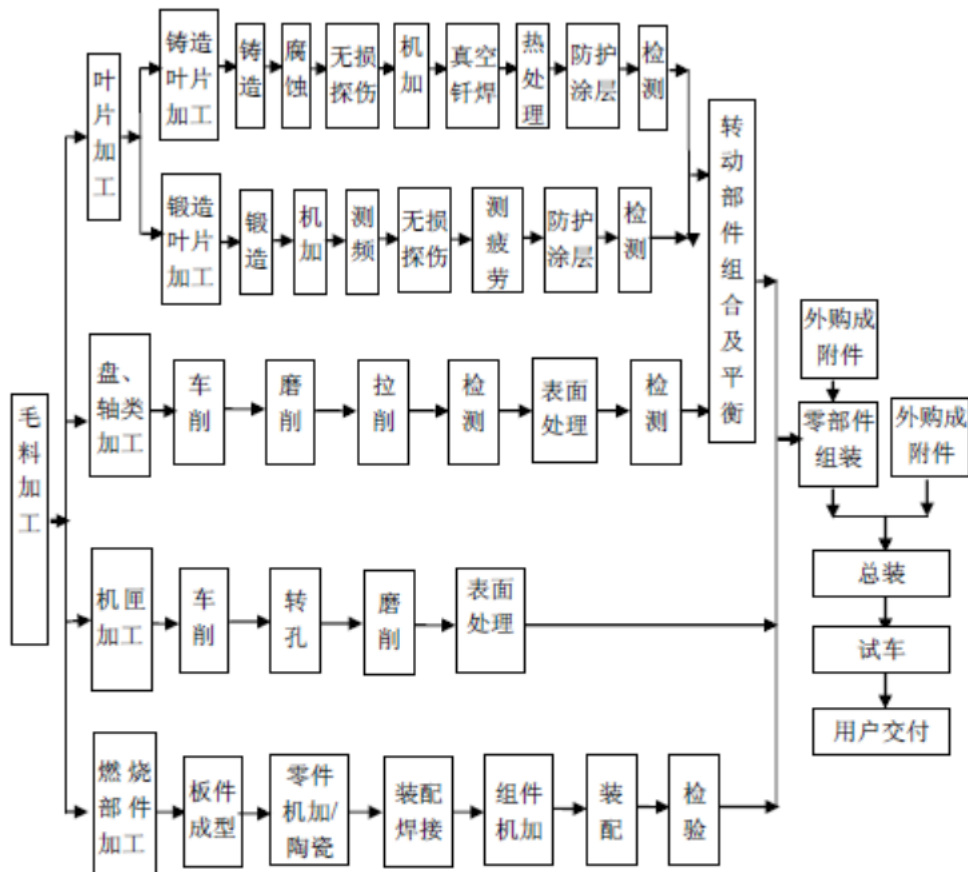 毛
料
加
工
叶
片
加
工
铸造
叶片
加工
铸
造
腐
蚀
无损
探伤
机
加
真空
钎焊
热
处
理
防护
涂层
检
测
锻造
叶片
加工
锻
造
机
加
测
频
无损
探伤
测
疲
劳
防护
涂层
检
测
转
动
部
件
组
合
及
平
衡
盘、
轴类
加工
车
削
磨
削
拉
削
检
测
表面
处理
检
测
机匣
加工
车
削
转
孔
磨
削
表面
处理
燃烧
部件
加工
板件
成型
零件
机加/
陶瓷
装配
焊接
组件
机加
装
配
检
验
外购成
附件
零部件
组装
外购成
附件
总装
试车
用户交付